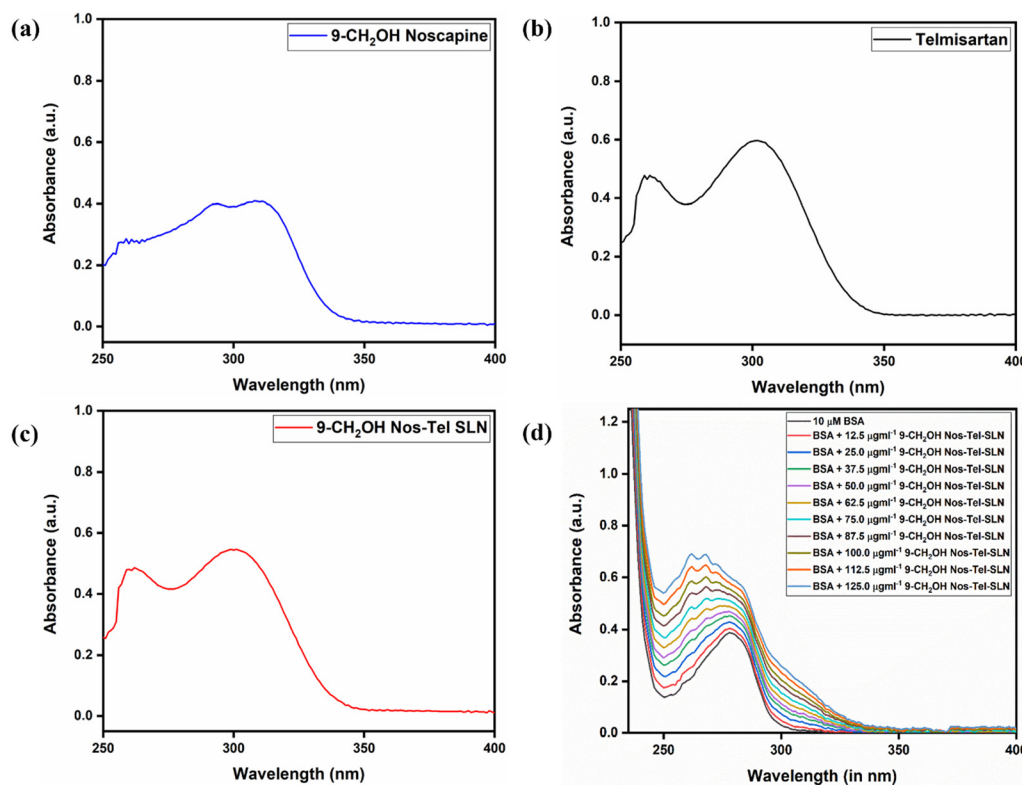 (a)
9-CH₂OH Noscapine
Absorbance (a.u.)
1.0
0.8
0.6
0.4
0.2
0.0
250
300
350
400
Wavelength (nm)
(b)
Telmisartan
Absorbance (a.u.)
1.0
0.8
0.6
0.4
0.2
0.0
250
300
350
400
Wavelength (nm)
(c)
9-CH₂OH Nos-Tel SLN
Absorbance (a.u.)
1.0
0.8
0.6
0.4
0.2
0.0
250
300
350
400
Wavelength (nm)
(d)
10 μM BSA
BSA + 12.5 μgml⁻¹ 9-CH₂OH Nos-Tel-SLN
BSA + 25.0 μgml⁻¹ 9-CH₂OH Nos-Tel-SLN
BSA + 37.5 μgml⁻¹ 9-CH₂OH Nos-Tel-SLN
BSA + 50.0 μgml⁻¹ 9-CH₂OH Nos-Tel-SLN
BSA + 62.5 μgml⁻¹ 9-CH₂OH Nos-Tel-SLN
BSA + 75.0 μgml⁻¹ 9-CH₂OH Nos-Tel-SLN
BSA + 87.5 μgml⁻¹ 9-CH₂OH Nos-Tel-SLN
BSA + 100.0 μgml⁻¹ 9-CH₂OH Nos-Tel-SLN
BSA + 112.5 μgml⁻¹ 9-CH₂OH Nos-Tel-SLN
BSA + 125.0 μgml⁻¹ 9-CH₂OH Nos-Tel-SLN
Absorbance (a.u.)
1.2
1.0
0.8
0.6
0.4
0.2
0.0
250
300
350
400
Wavelength (in nm)